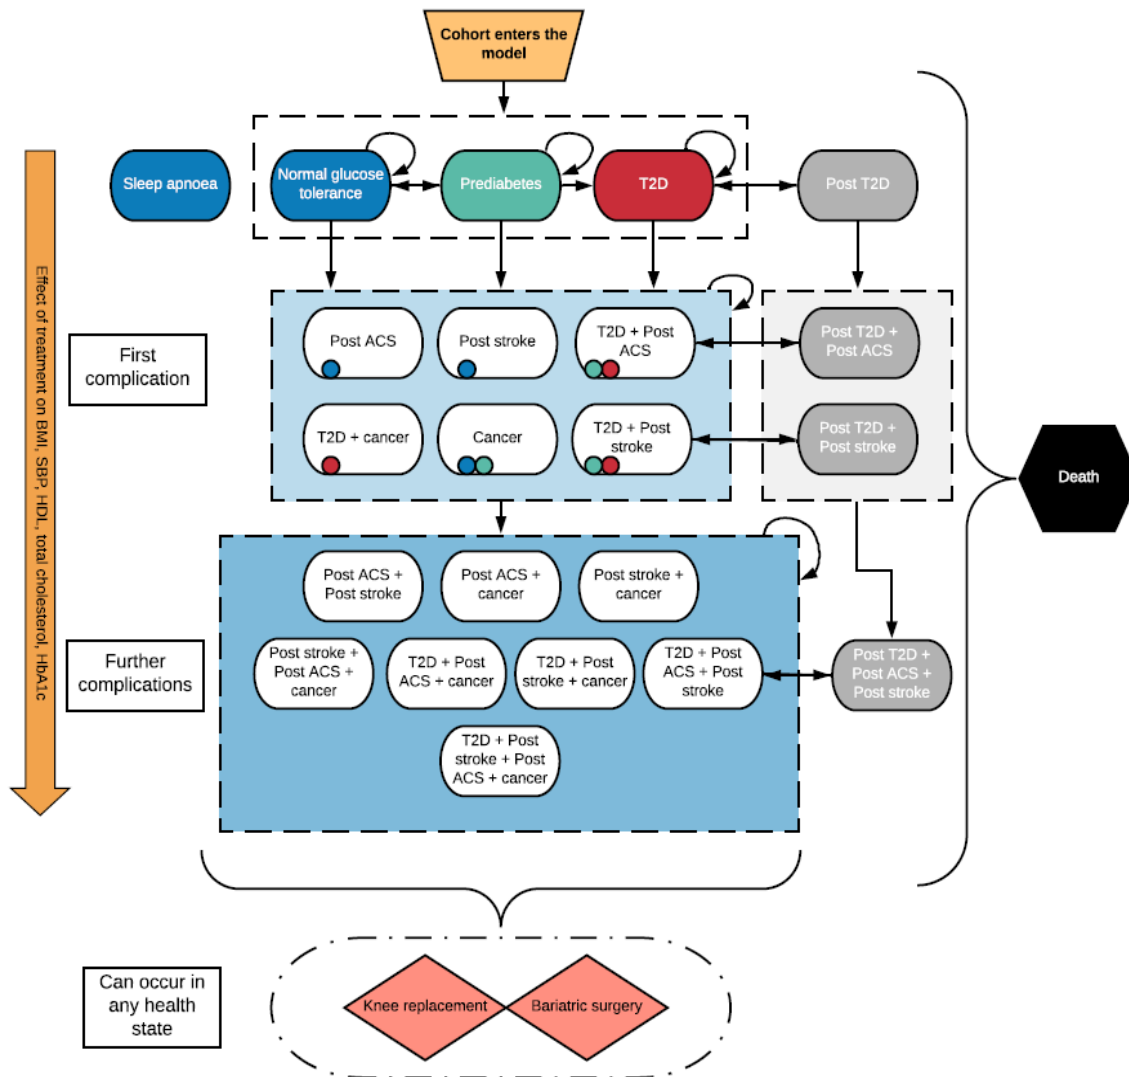 Cohort enters the
model
Sleep apnoea
Normal glucose
tolerance
Prediabetes
T2D
Post T2D
Effect of treatment on BMI, SBP, HDL, total cholesterol, HbA1c
First
complication
Post ACS
Post stroke
T2D + Post
ACS
Post T2D +
Post ACS
T2D + cancer
Cancer
T2D + Post
stroke
Post T2D +
Post stroke
Death
Further
complications
Post ACS +
Post stroke
Post ACS +
cancer
Post stroke +
cancer
Post stroke +
Post ACS +
cancer
T2D + Post
ACS + cancer
T2D + Post
stroke + cancer
T2D + Post
ACS + Post
stroke
Post T2D +
Post ACS +
Post stroke
T2D + Post
stroke + Post
ACS + cancer
Can occur in
any health
state
Knee replacement
Bariatric surgery